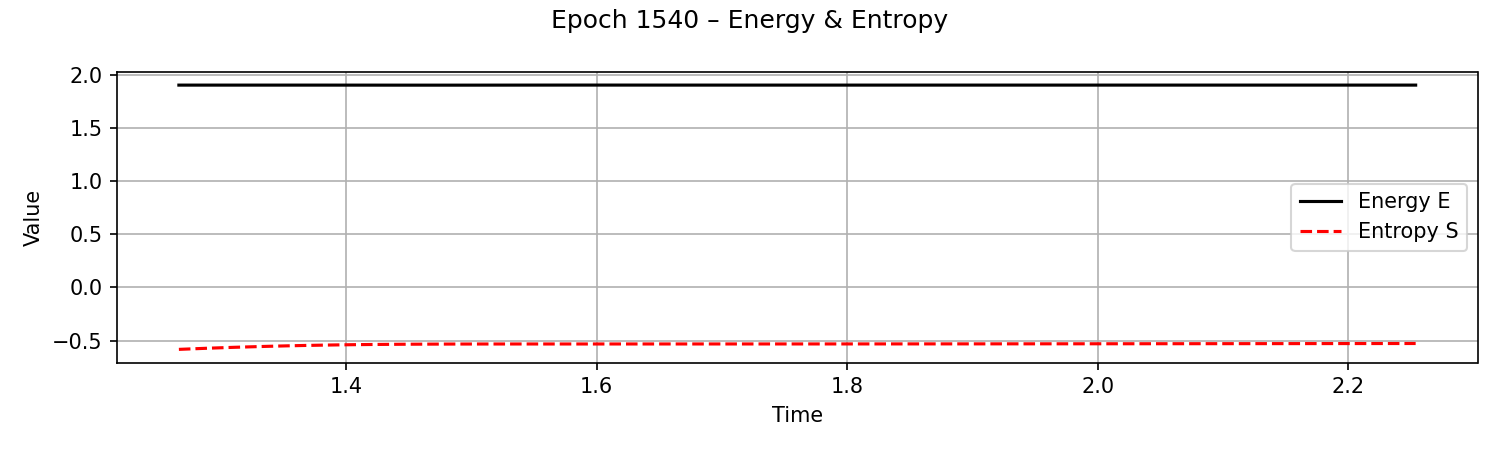 Epoch 1540 – Energy & Entropy
2.0
1.5
1.0
0.5
0.0
−0.5
Value
Energy E
Entropy S
1.4 1.6 1.8 2.0 2.2
Time